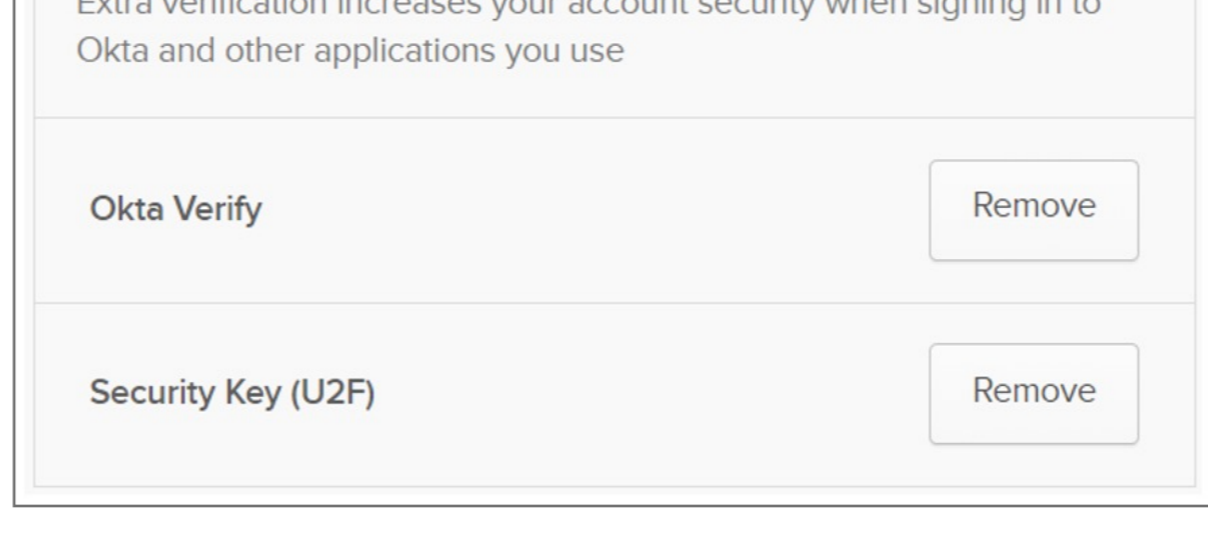 Extra verification increases your account security when signing in to
Okta and other applications you use
Okta Verify
Remove
Security Key (U2F)
Remove